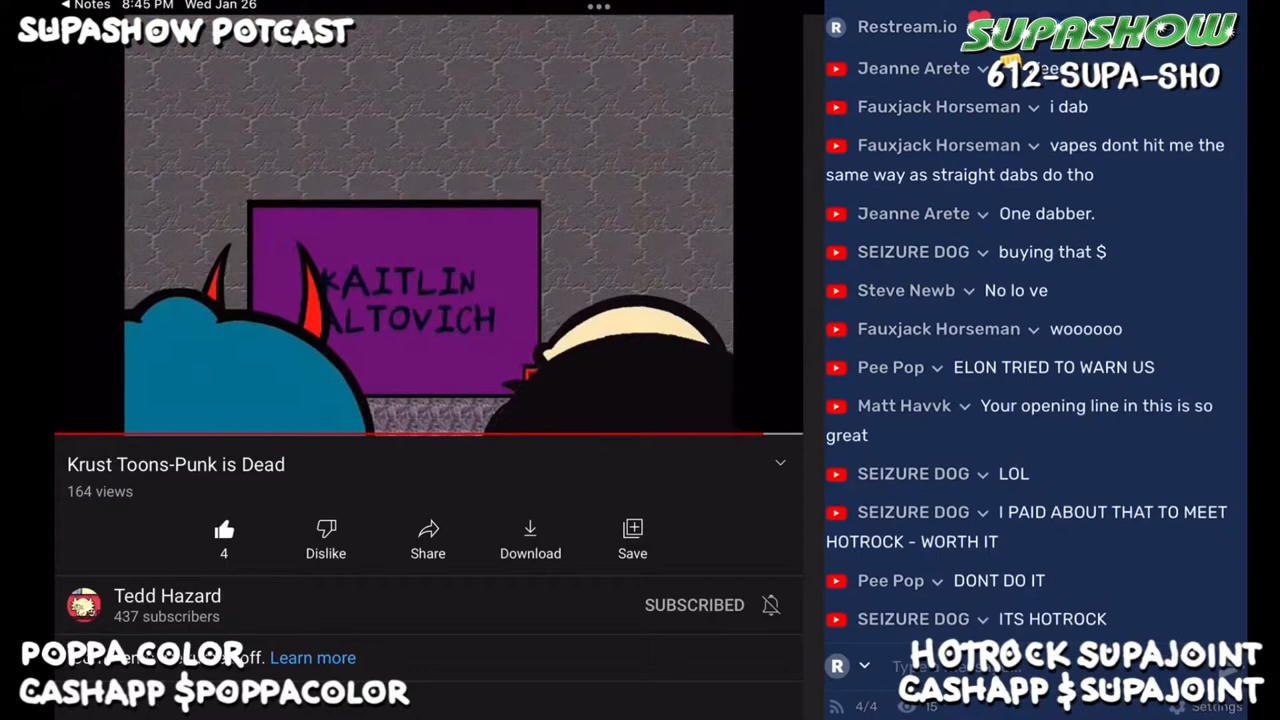 Notes 8:45 PM Wed Jan 26
SUPASHOW POTCAST
KAITLIN
ALTOVICH
Krust Toons-Punk is Dead
164 views
4
Dislike
Share
Download
Save
Tedd Hazard
437 subscribers
SUBSCRIBED
off. Learn more
POPPA COLOR
CASHAPP $POPPACOLOR
Restream.io
SUPASHOW
612-SUPA-SHO
Jeanne Arete
Fauxjack Horseman i dab
Fauxjack Horseman vapes dont hit me the
same way as straight dabs do tho
Jeanne Arete One dabber.
SEIZURE DOG buying that $
Steve Newb No lo ve
Fauxjack Horseman woooooo
Pee Pop ELON TRIED TO WARN US
Matt Havvk Your opening line in this is so
great
SEIZURE DOG LOL
SEIZURE DOG I PAID ABOUT THAT TO MEET
HOTROCK - WORTH IT
Pee Pop DONT DO IT
SEIZURE DOG ITS HOTROCK
HOTROCK SUPAJOINT
CASHAPP $SUPAJOINT
4/4 15 Settings